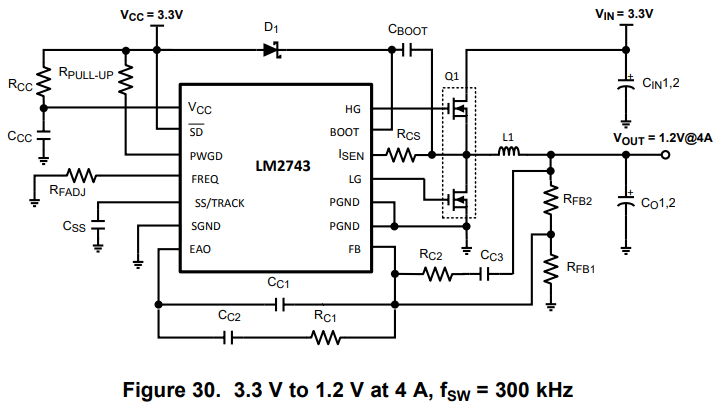 VCC = 3.3V
D1
CBOOT
VIN = 3.3V
RCC
RPULL-UP
Q1
+
CIN1,2
VCC
HG
CCC
SD
BOOT
RCS
L1
VOUT = 1.2V@4A
PWGD
LM2743
ISEN
RFADJ
FREQ
LG
RFB2
+
CO1,2
CSS
SS/TRACK
PGND
SGND
PGND
EAO
FB
RC2
CC3
RFB1
CC1
CC2
RC1
Figure 30. 3.3 V to 1.2 V at 4 A, fSW = 300 kHz